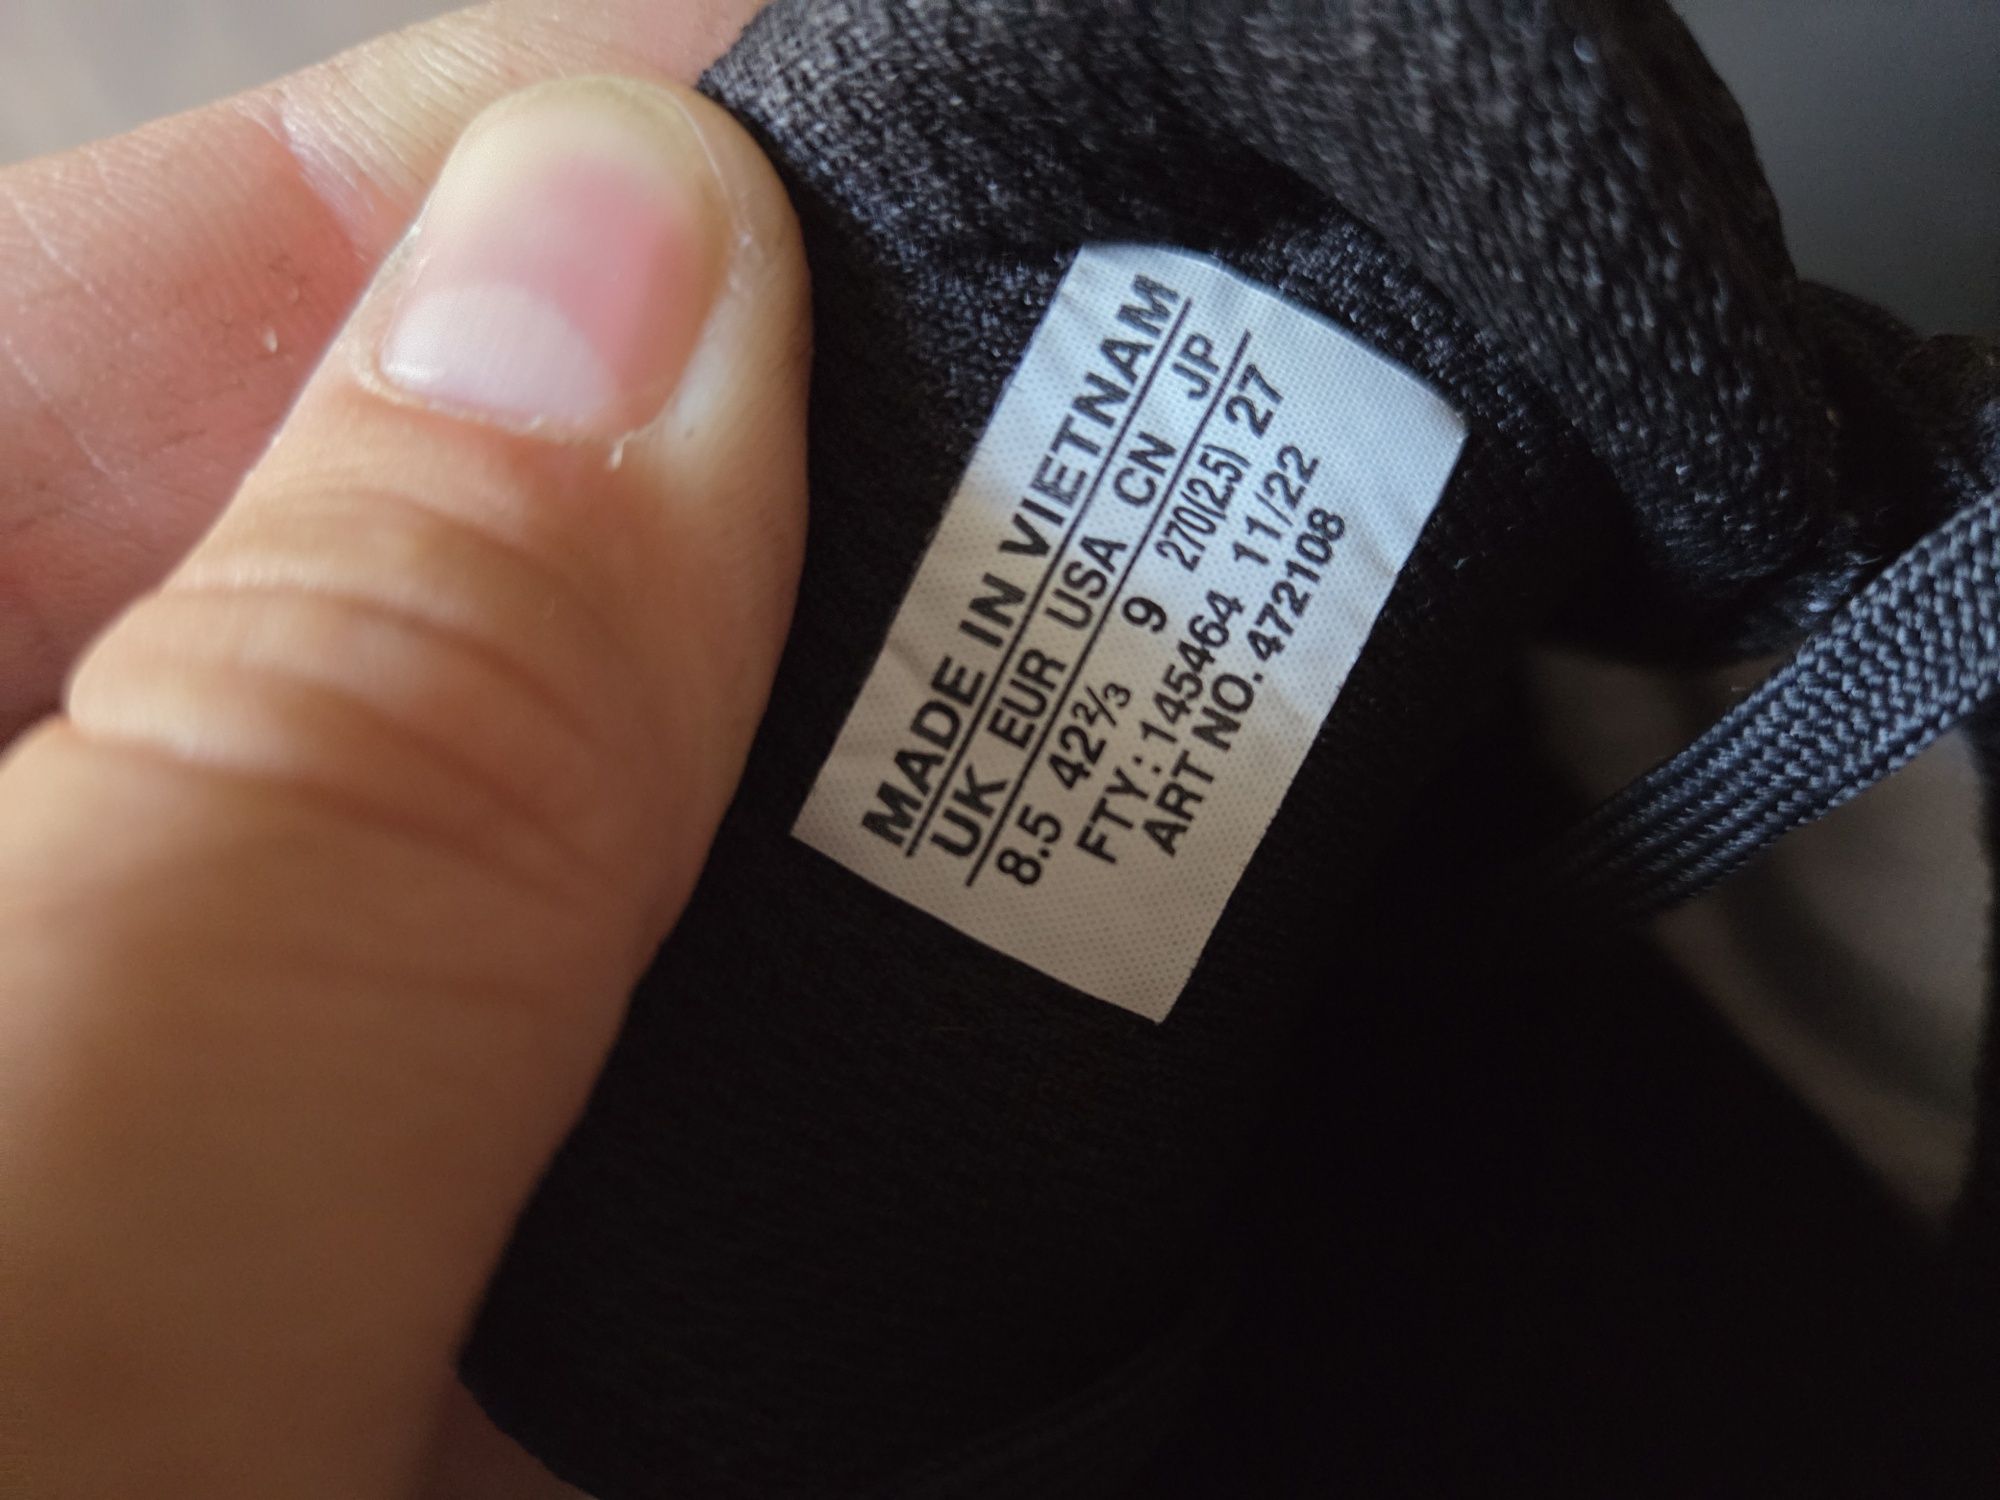 MADE IN VIETNAM
UK EUR USA CN JP
8.5 42⅔ 9 270(2.5) 27
FTY: 145464 11/22
ART NO. 472108